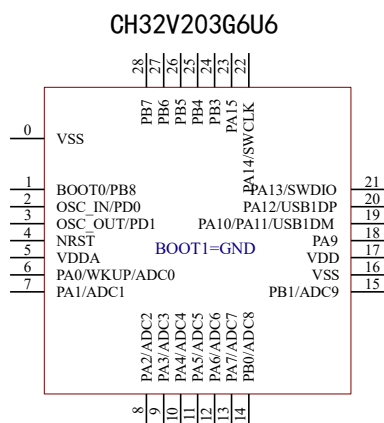 CH32V203G6U6
28 27 26 25 24 23 22
PB7 PB6 PB5 PB4 PB3 PA15 PA14/SWCLK
0 VSS
1 BOOT0/PB8 PA13/SWDIO 21
2 OSC_IN/PD0 PA12/USB1DP 20
3 OSC_OUT/PD1 PA10/PA11/USB1DM 19
4 NRST PA9 18
BOOT1=GND
5 VDDA VDD 17
6 PA0/WKUP/ADC0 VSS 16
7 PA1/ADC1 PB1/ADC9 15
PA2/ADC2 PA3/ADC3 PA4/ADC4 PA5/ADC5 PA6/ADC6 PA7/ADC7 PB0/ADC8
8 9 10 11 12 13 14